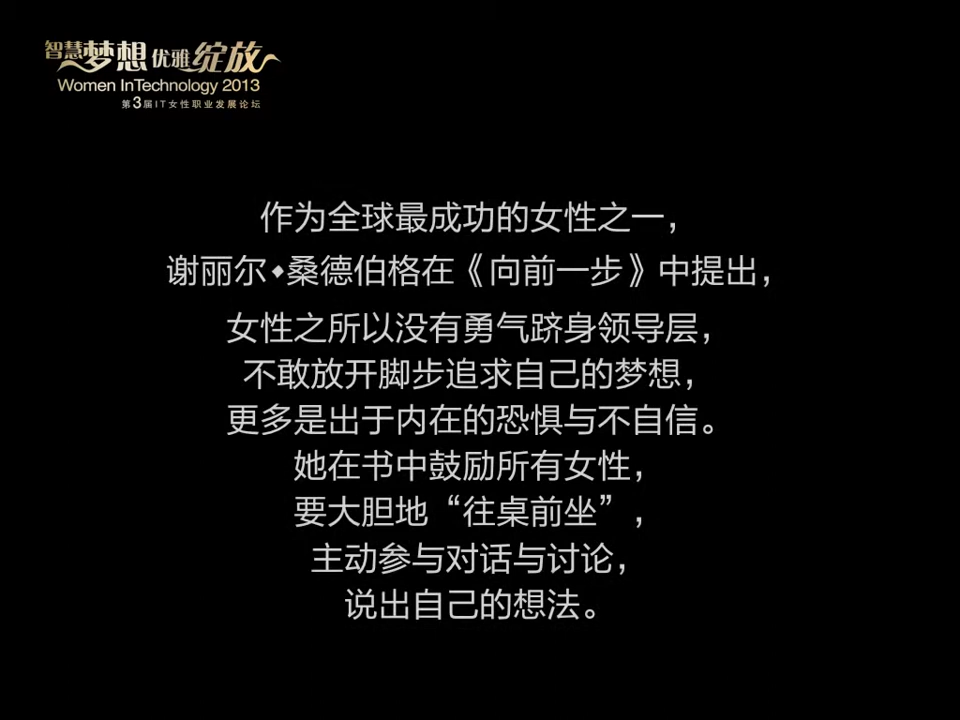 智慧梦想 优雅绽放
Women InTechnology 2013
第3届IT女性职业发展论坛
作为全球最成功的女性之一，
谢丽尔◆桑德伯格在《向前一步》中提出，
女性之所以没有勇气跻身领导层，
不敢放开脚步追求自己的梦想，
更多是出于内在的恐惧与不自信。
她在书中鼓励所有女性，
要大胆地“往桌前坐”，
主动参与对话与讨论，
说出自己的想法。